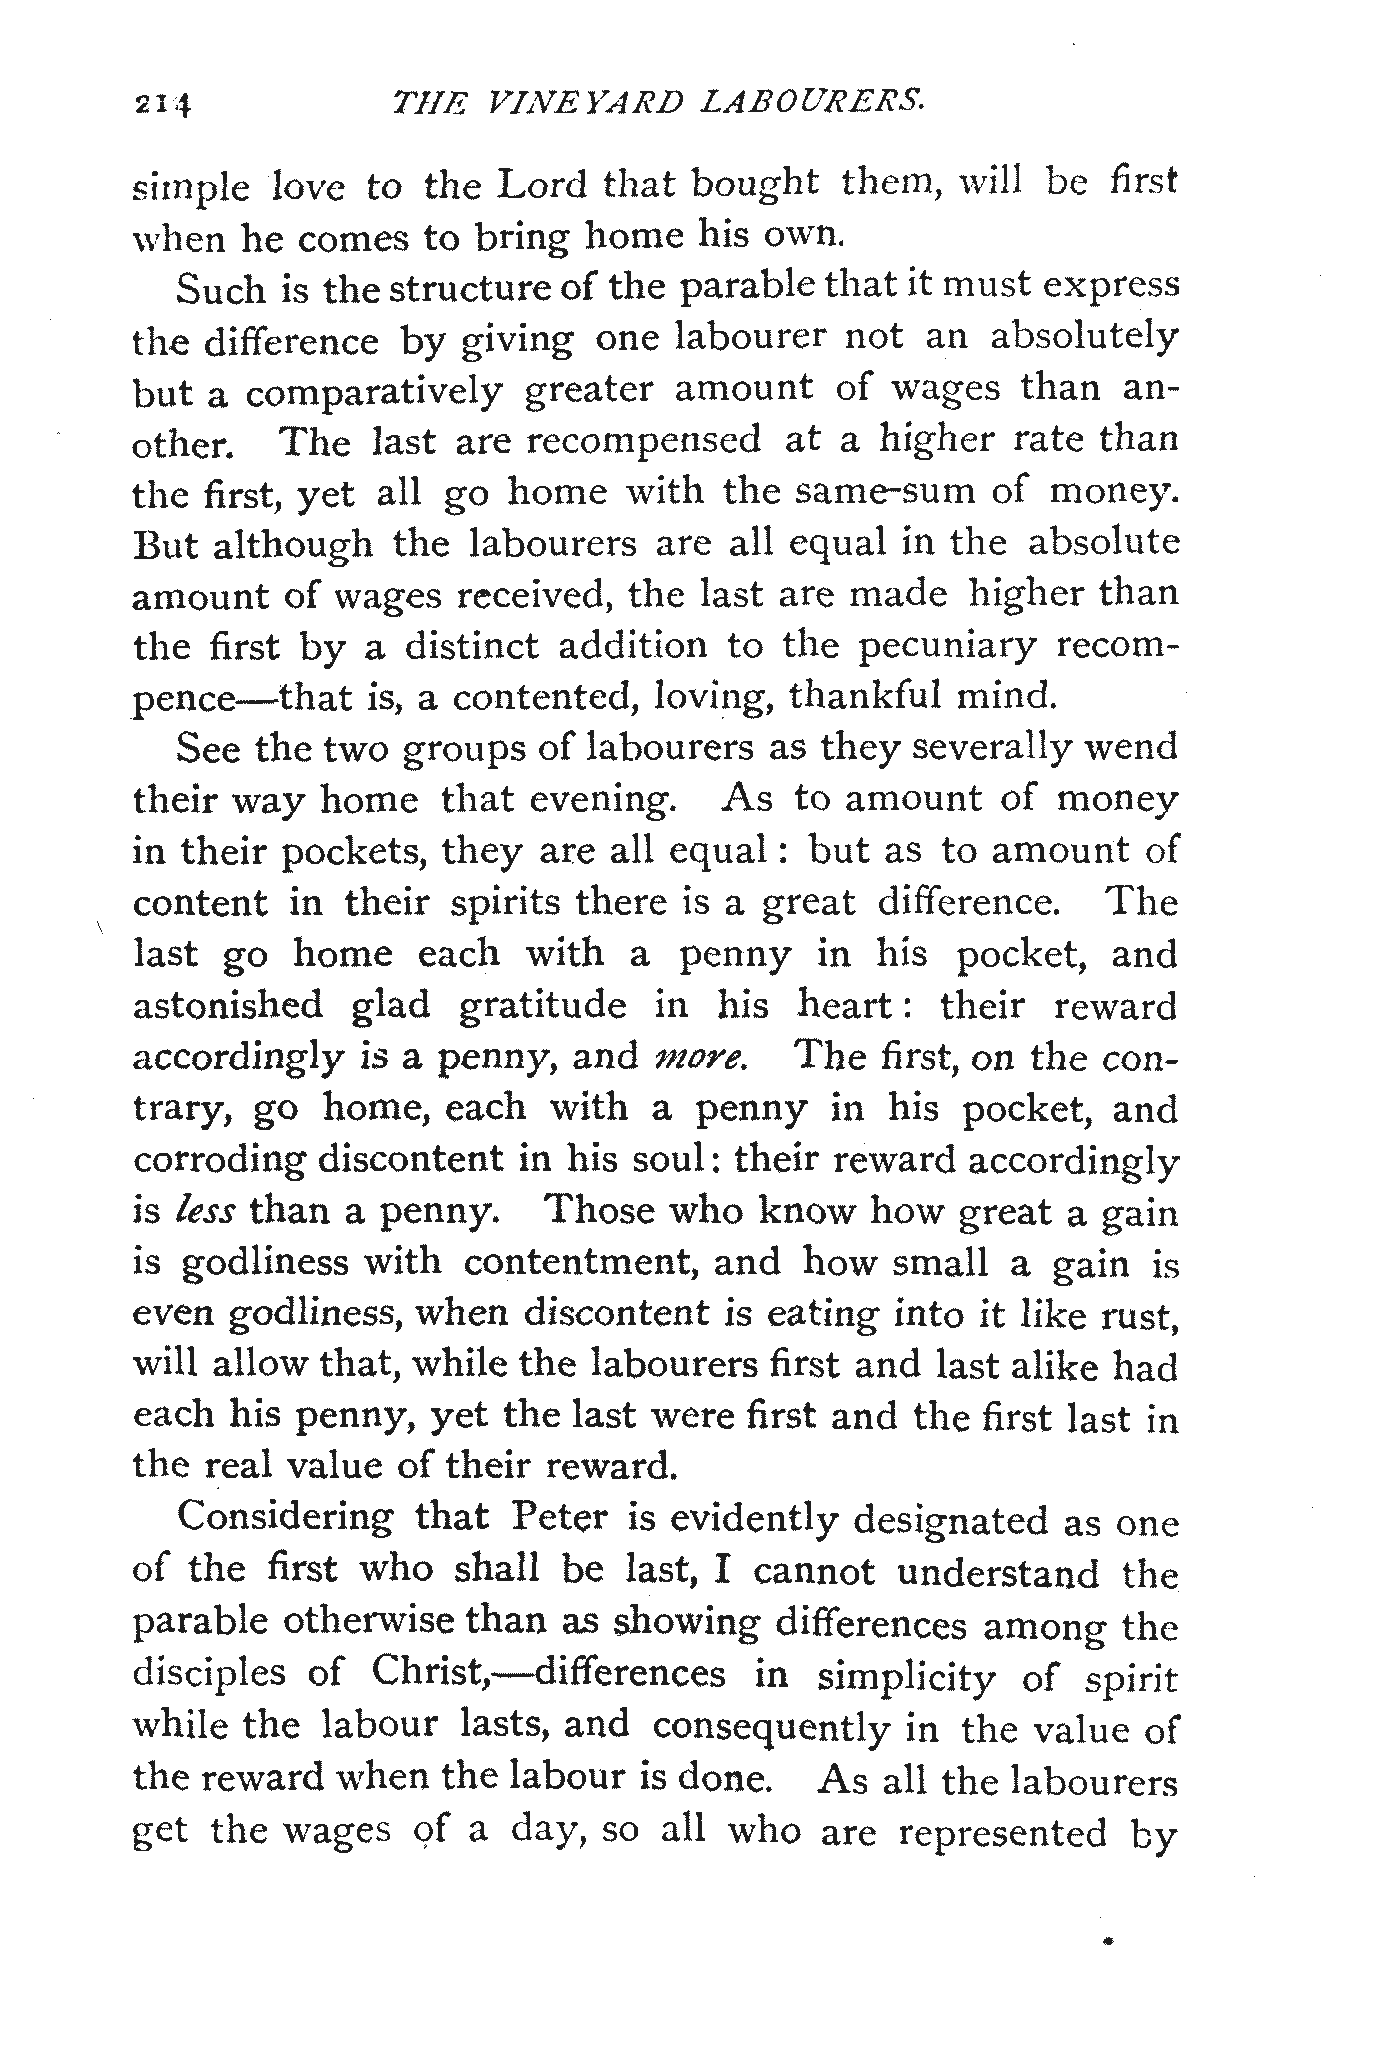 214 THE VINEYARD LABOURERS.
simple love to the Lord that bought them, will be first
when he comes to bring home his own.
Such is the structure of the parable that it must express
the difference by giving one labourer not an absolutely
but a comparatively greater amount of wages than an-
other. The last are recompensed at a higher rate than
the first, yet all go home with the same-sum of money.
But although the labourers are all equal in the absolute
amount of wages received, the last are made higher than
the first by a distinct addition to the pecuniary recom-
pence—that is, a contented, loving, thankful mind.
See the two groups of labourers as they severally wend
their way home that evening. As to amount of money
in their pockets, they are all equal : but as to amount of
content in their spirits there is a great difference. The
last go home each with a penny in his pocket, and
astonished glad gratitude in his heart : their reward
accordingly is a penny, and more. The first, on the con-
trary, go home, each with a penny in his pocket, and
corroding discontent in his soul : their reward accordingly
is less than a penny. Those who know how great a gain
is godliness with contentment, and how small a gain is
even godliness, when discontent is eating into it like rust,
will allow that, while the labourers first and last alike had
each his penny, yet the last were first and the first last in
the real value of their reward.
Considering that Peter is evidently designated as one
of the first who shall be last, I cannot understand the
parable otherwise than as showing differences among the
disciples of Christ,—differences in simplicity of spirit
while the labour lasts, and consequently in the value of
the reward when the labour is done. As all the labourers
get the wages of a day, so all who are represented by